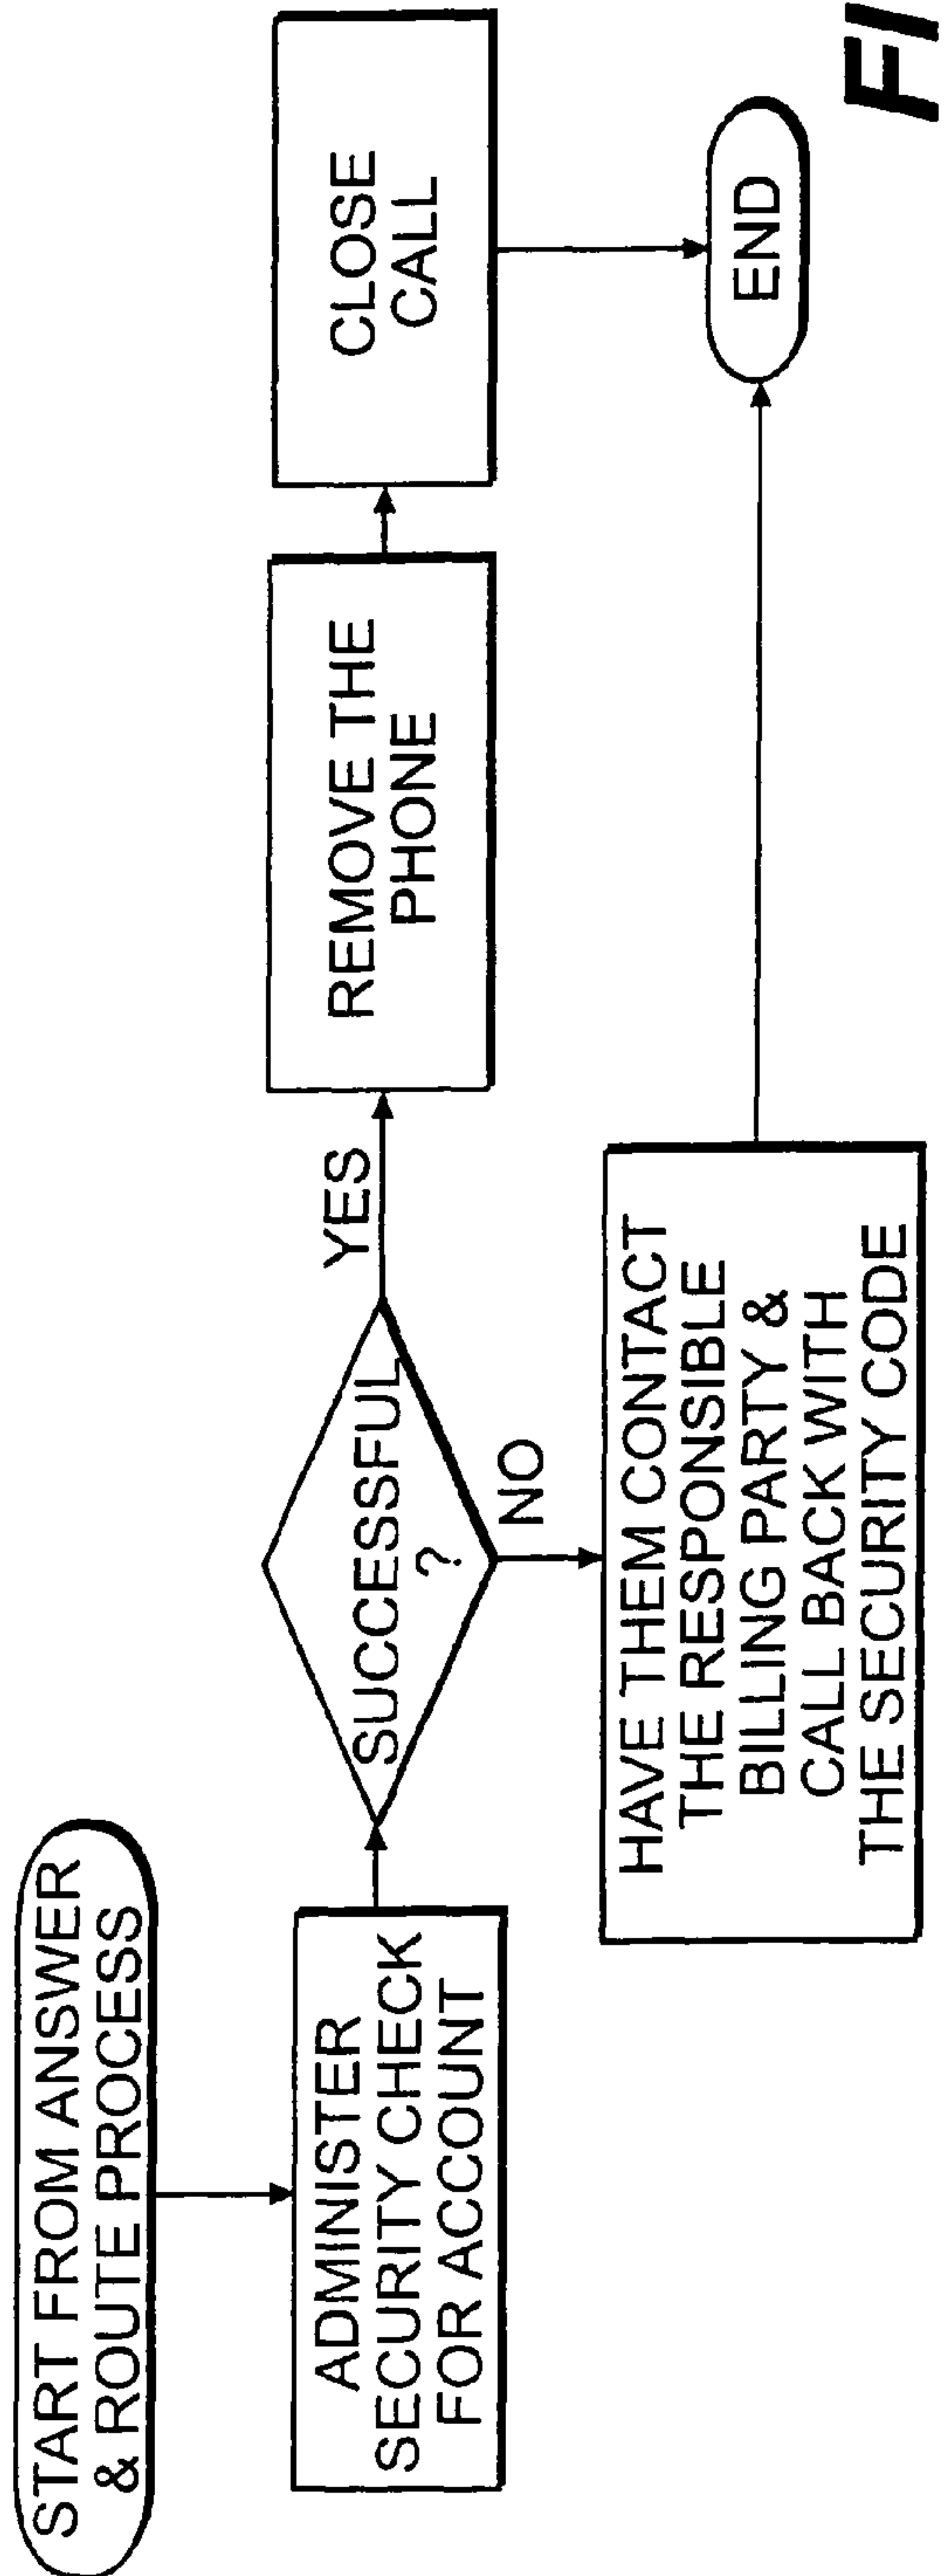 START FROM ANSWER
& ROUTE PROCESS
ADMINISTER
SECURITY CHECK
FOR ACCOUNT
SUCCESSFUL
?
YES
REMOVE THE
PHONE
CLOSE
CALL
NO
HAVE THEM CONTACT
THE RESPONSIBLE
BILLING PARTY &
CALL BACK WITH
THE SECURITY CODE
END
FI